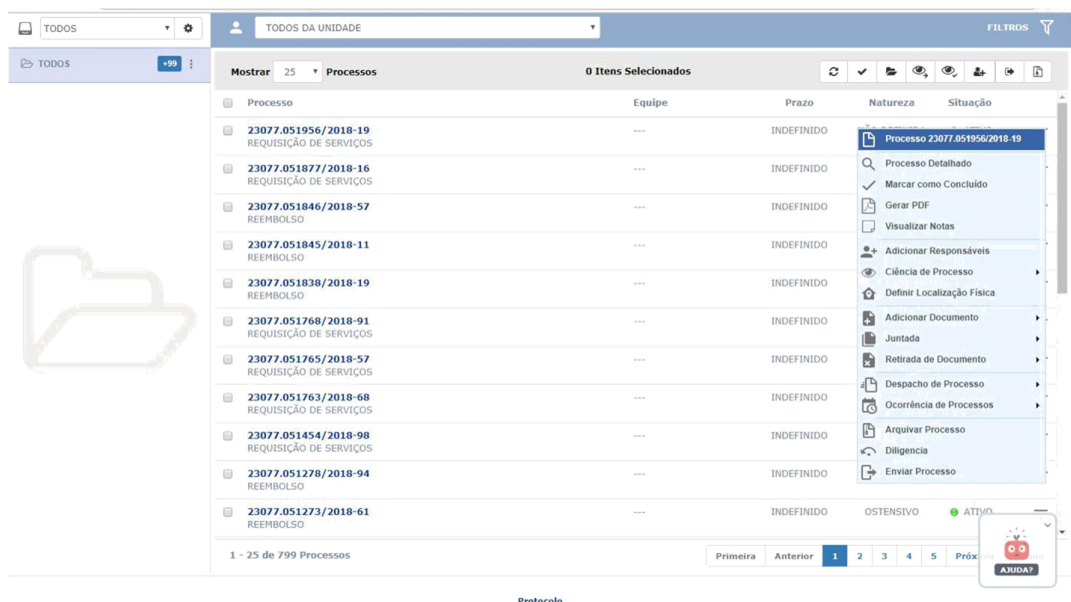 TODOS
TODOS DA UNIDADE
FILTROS
TODOS
+99
Mostrar 25 Processos
0 Itens Selecionados
Processo Equipe Prazo Natureza Situação
23077.051956/2018-19 --- INDEFINIDO
REQUISIÇÃO DE SERVIÇOS
23077.051877/2018-16 --- INDEFINIDO
REQUISIÇÃO DE SERVIÇOS
23077.051846/2018-57 --- INDEFINIDO
REEMBOLSO
23077.051845/2018-11 --- INDEFINIDO
REEMBOLSO
23077.051838/2018-19 --- INDEFINIDO
REEMBOLSO
23077.051768/2018-91 --- INDEFINIDO
REQUISIÇÃO DE SERVIÇOS
23077.051765/2018-57 --- INDEFINIDO
REQUISIÇÃO DE SERVIÇOS
23077.051763/2018-68 --- INDEFINIDO
REQUISIÇÃO DE SERVIÇOS
23077.051454/2018-98 --- INDEFINIDO
REQUISIÇÃO DE SERVIÇOS
23077.051278/2018-94 --- INDEFINIDO
REEMBOLSO
23077.051273/2018-61 --- INDEFINIDO OSTENSIVO ATIVO
REEMBOLSO
Processo 23077.051956/2018-19
Processo Detalhado
Marcar como Concluído
Gerar PDF
Visualizar Notas
Adicionar Responsáveis
Ciência de Processo
Definir Localização Física
Adicionar Documento
Juntada
Retirada de Documento
Despacho de Processo
Ocorrência de Processos
Arquivar Processo
Diligencia
Enviar Processo
1 - 25 de 799 Processos
Primeira Anterior 1 2 3 4 5
AJUDA?
Protocolo